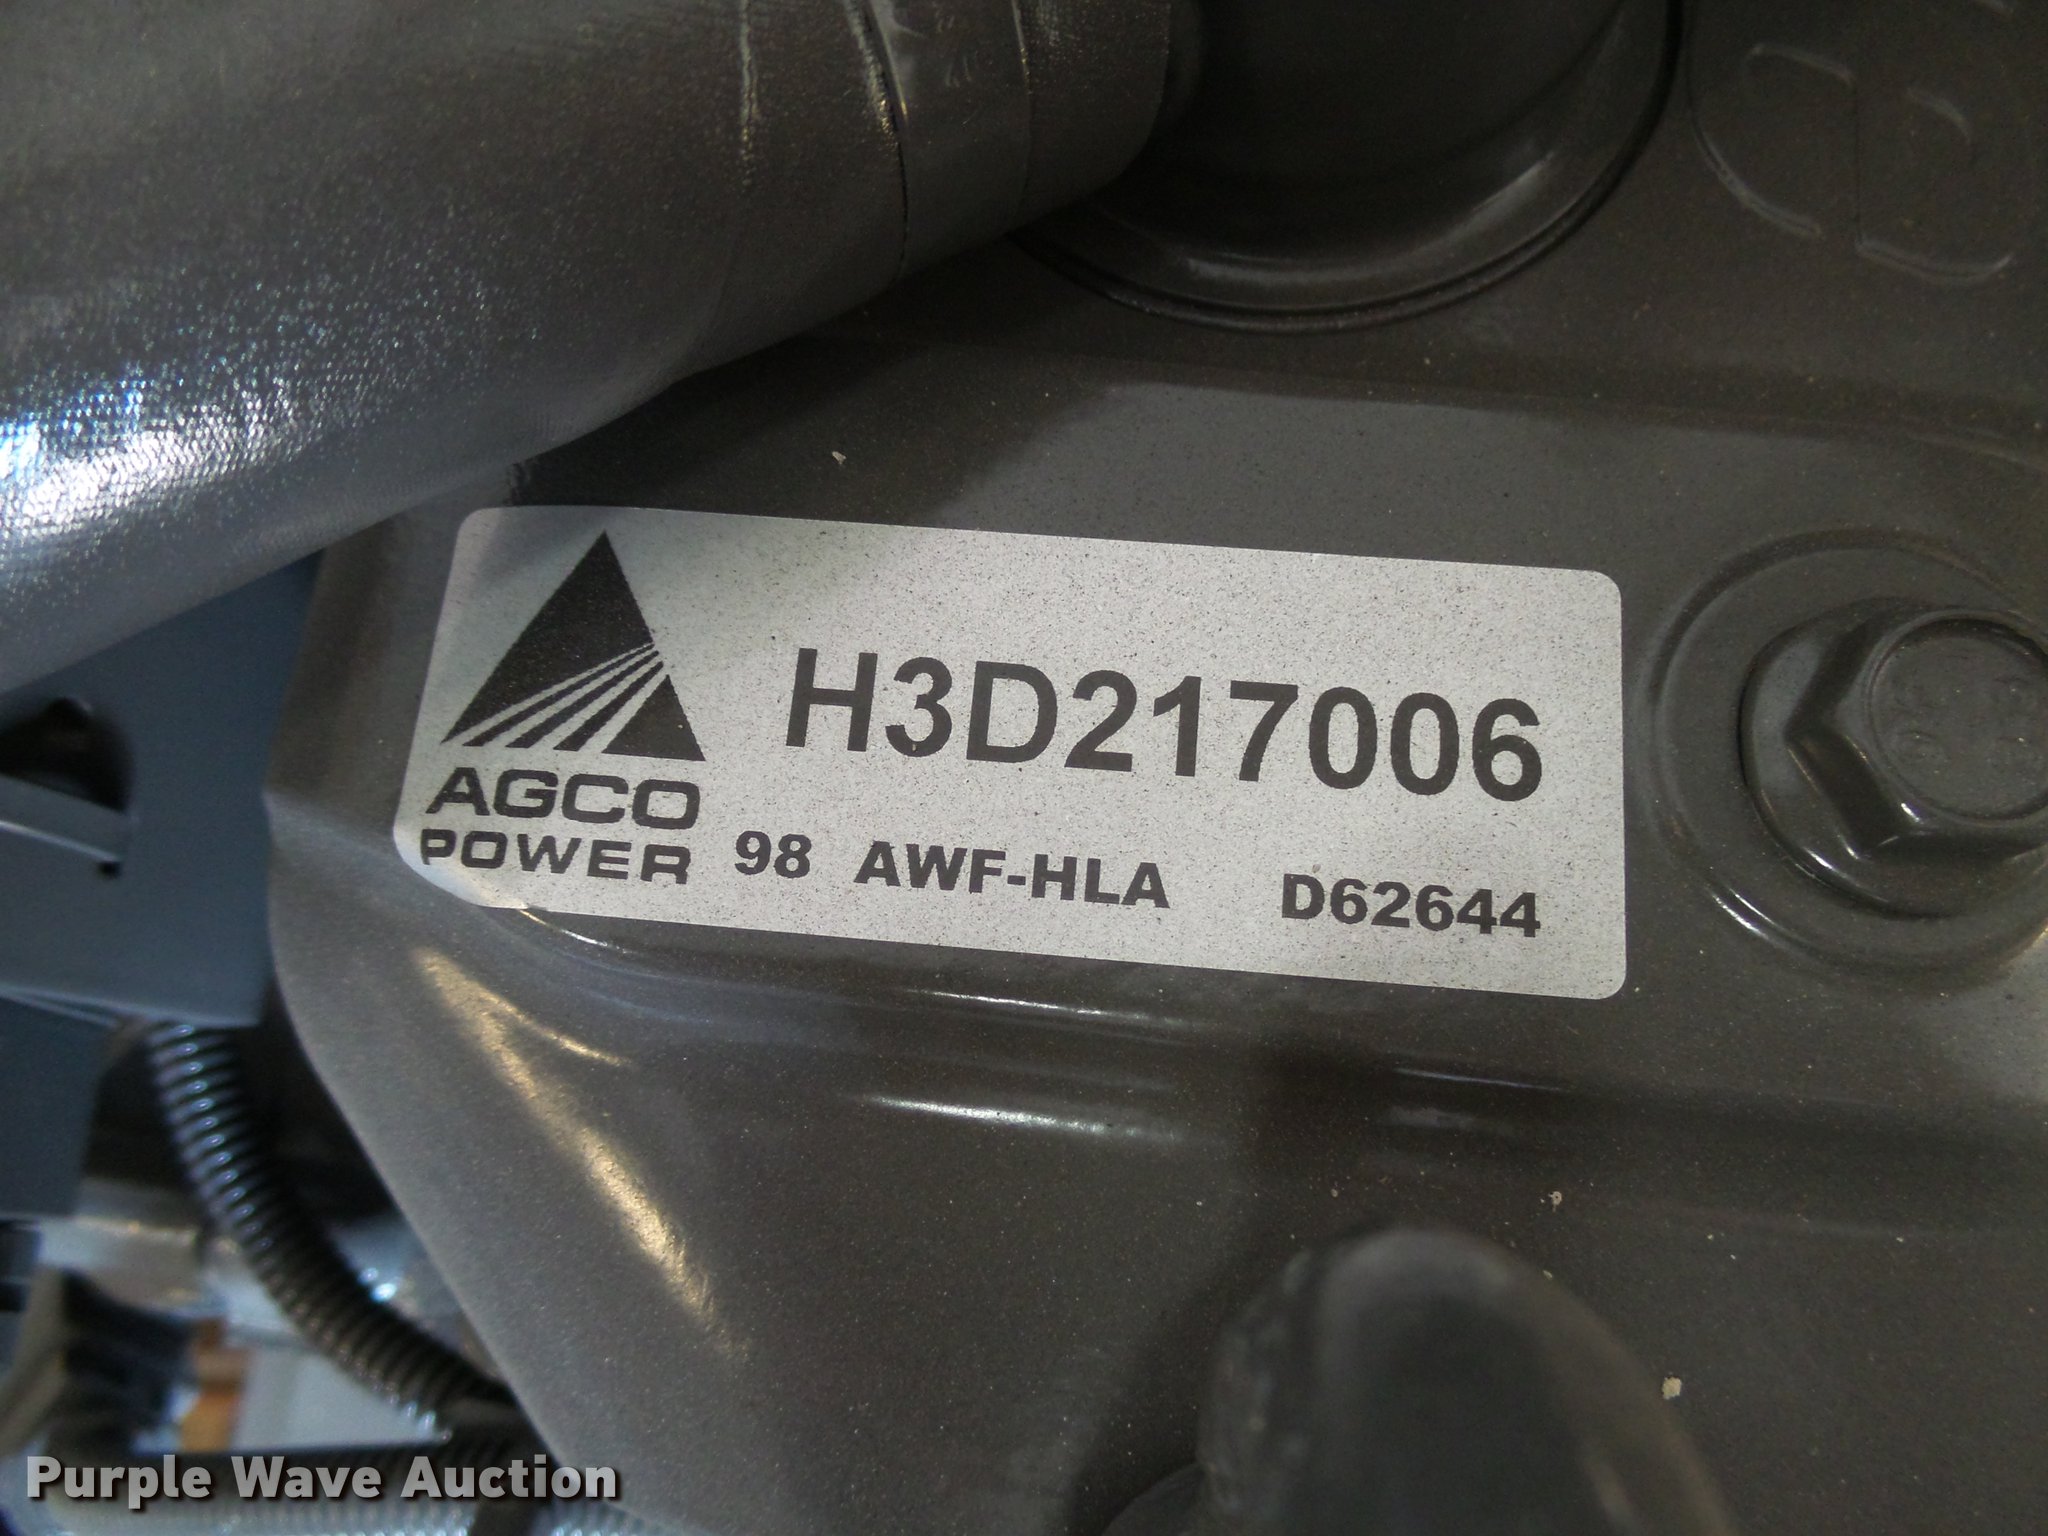 H3D217006
AGCO
POWER 98 AWF-HLA D62644
Purple Wave Auction